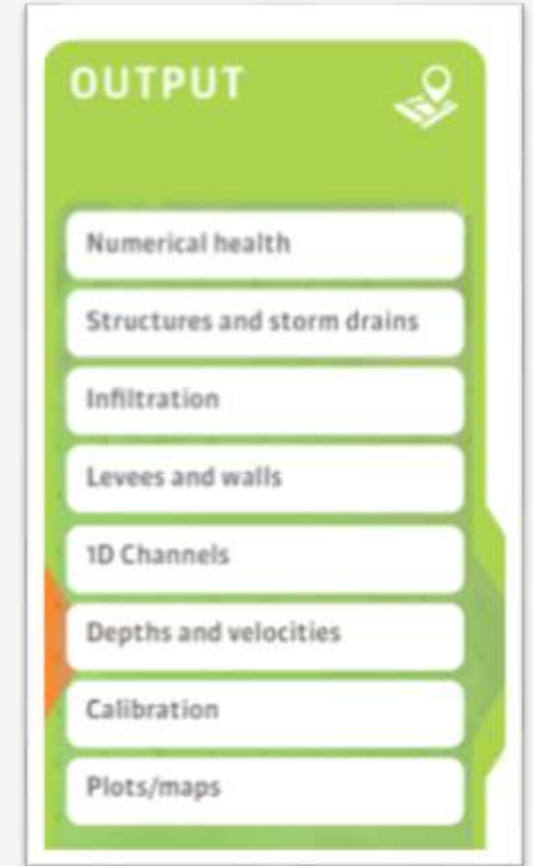 OUTPUT
Numerical health
Structures and storm drains
Infiltration
Levees and walls
1D Channels
Depths and velocities
Calibration
Plots/maps